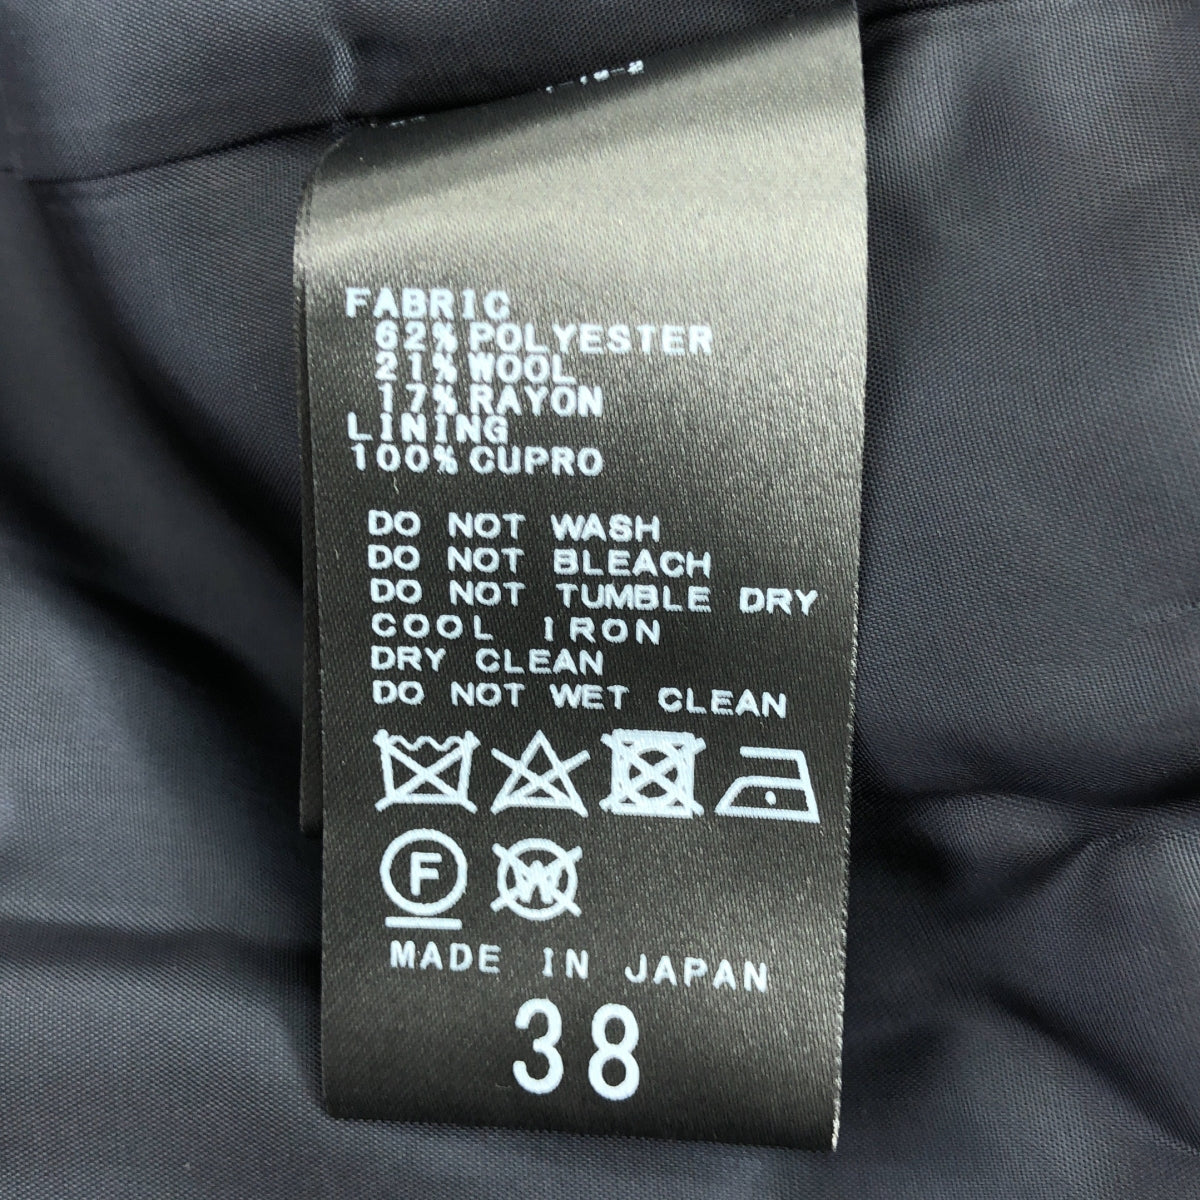 FABRIC
62% POLYESTER
21% WOOL
17% RAYON
LINING
100% CUPRO
DO NOT WASH
DO NOT BLEACH
DO NOT TUMBLE DRY
COOL IRON
DRY CLEAN
DO NOT WET CLEAN
F W
MADE IN JAPAN
38